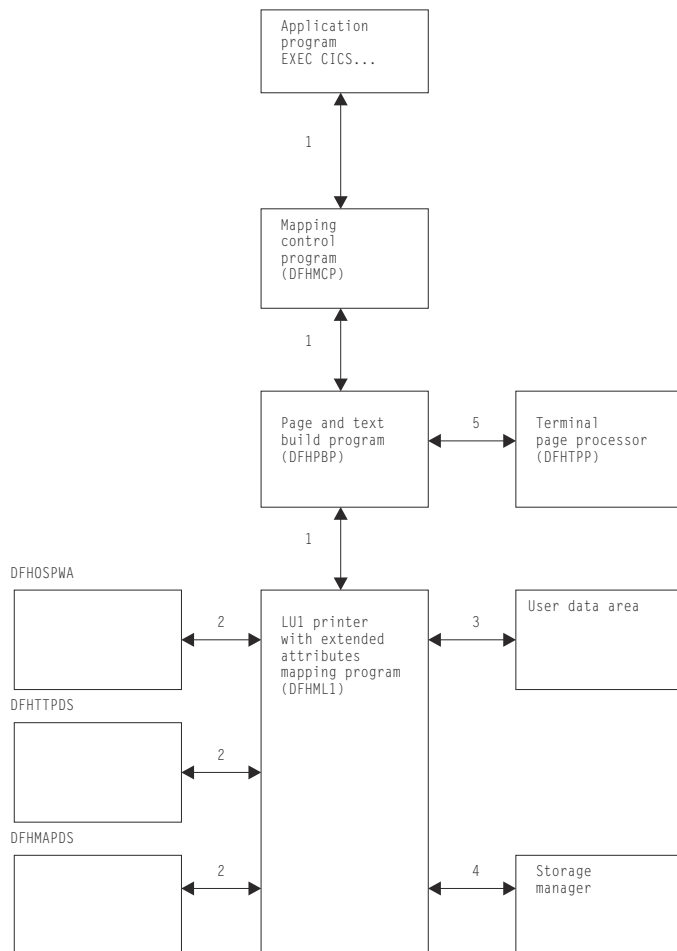 Application
program
EXEC CICS...
1
Mapping
control
program
(DFHMCP)
1
Page and text
build program
(DFHPBP)
5
Terminal
page processor
(DFHTPP)
1
DFHOSPWA
2
LU1 printer
with extended
attributes
mapping program
(DFHML1)
3
User data area
DFHTTPDS
2
DFHMAPDS
2
4
Storage
manager